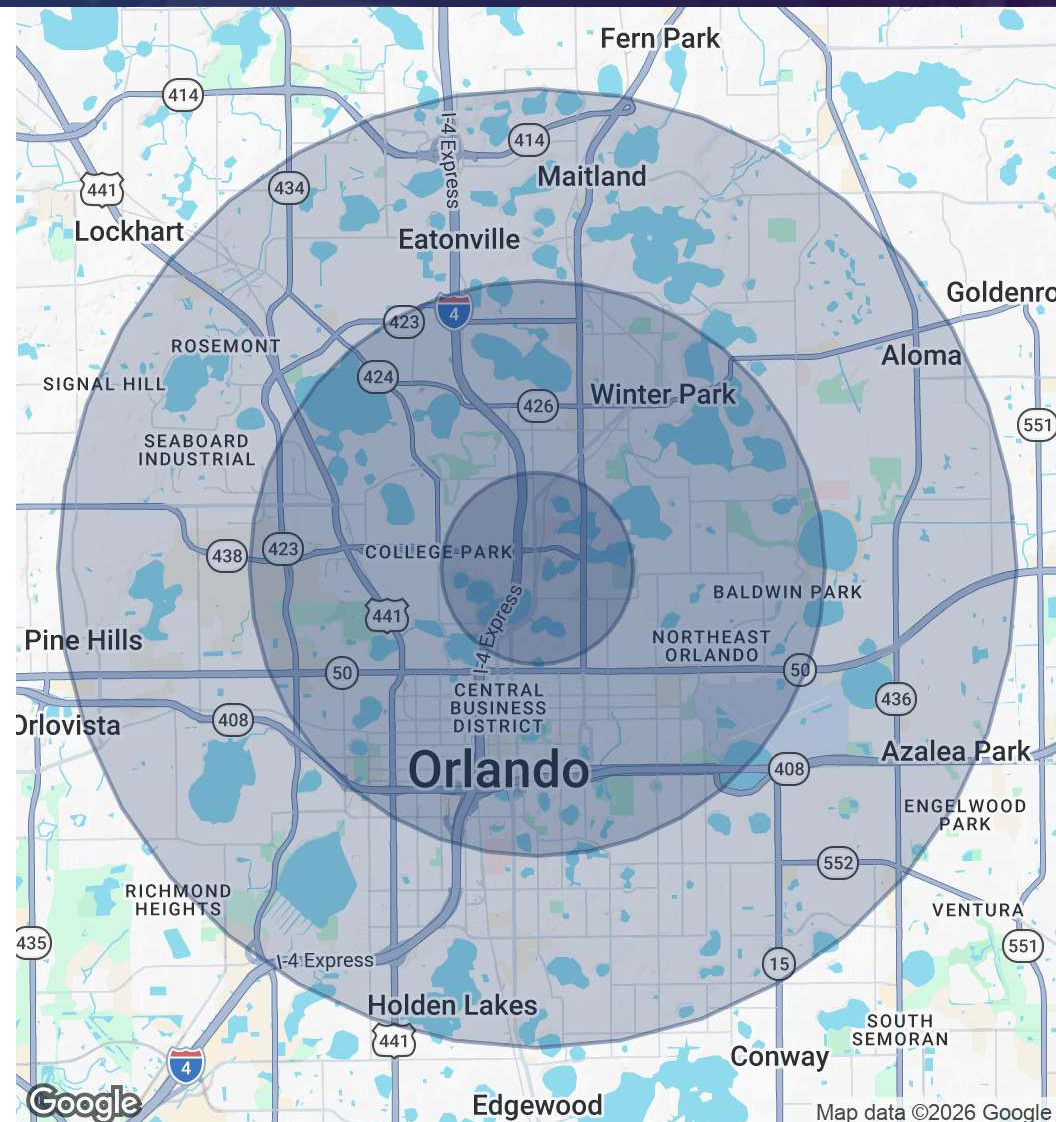 Fern Park
414
I-4 Express
414
441
434
Maitland
Lockhart
Eatonville
Goldenro
4
423
ROSEMONT
Aloma
SIGNAL HILL
424
Winter Park
426
551
SEABOARD
INDUSTRIAL
438
423
COLLEGE PARK
BALDWIN PARK
441
I-4 Express
Pine Hills
NORTHEAST
ORLANDO
50
50
CENTRAL
BUSINESS
DISTRICT
436
408
Orlovista
Azalea Park
Orlando
408
ENGELWOOD
PARK
552
RICHMOND
HEIGHTS
VENTURA
435
551
I-4 Express
15
Holden Lakes
441
SOUTH
SEMORAN
Conway
4
Google
Edgewood
Map data ©2026 Google